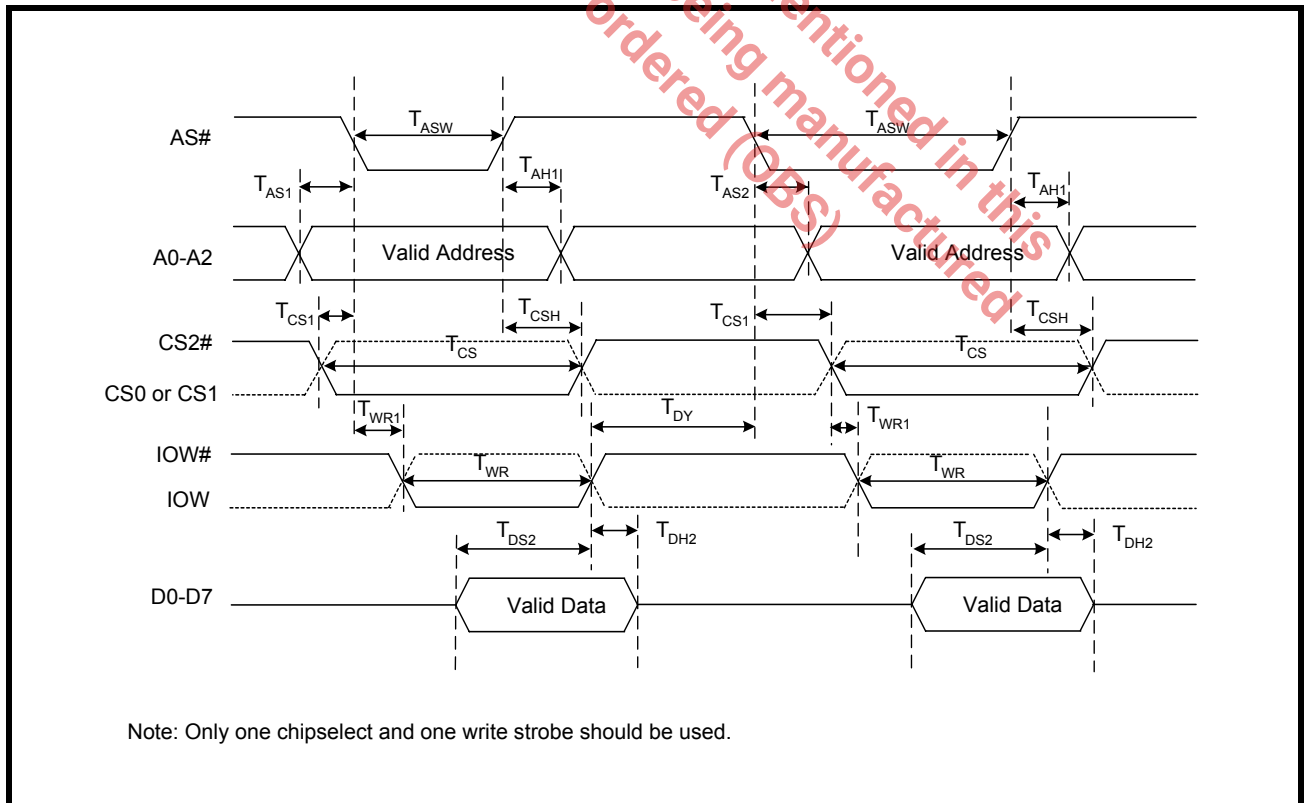 mentioned in this
being manufactured
ordered (OBS)
AS#
TASW
TASW
TAS1
TAH1
TAS2
TAH1
A0-A2
Valid Address
Valid Address
TCS1
TCSH
TCS1
TCSH
CS2#
TCS
TCS
CS0 or CS1
TWR1
TDY
TWR1
IOW#
TWR
TWR
IOW
TDS2
TDH2
TDS2
TDH2
D0-D7
Valid Data
Valid Data
Note: Only one chipselect and one write strobe should be used.